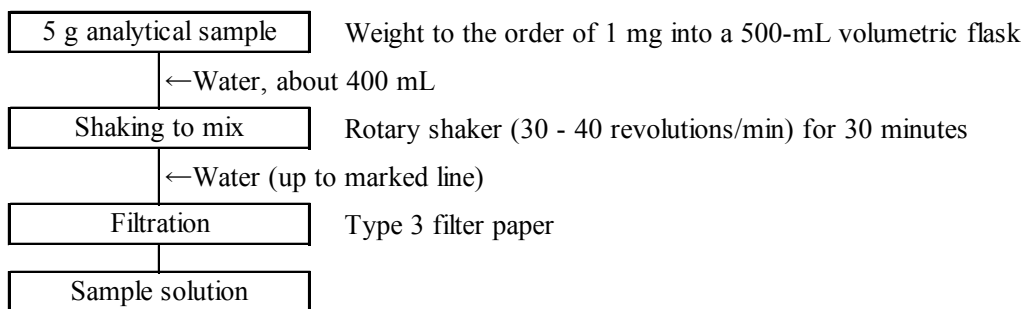 5 g analytical sample Weight to the order of 1 mg into a 500-mL volumetric flask
←Water, about 400 mL
Shaking to mix Rotary shaker (30 - 40 revolutions/min) for 30 minutes
←Water (up to marked line)
Filtration Type 3 filter paper
Sample solution